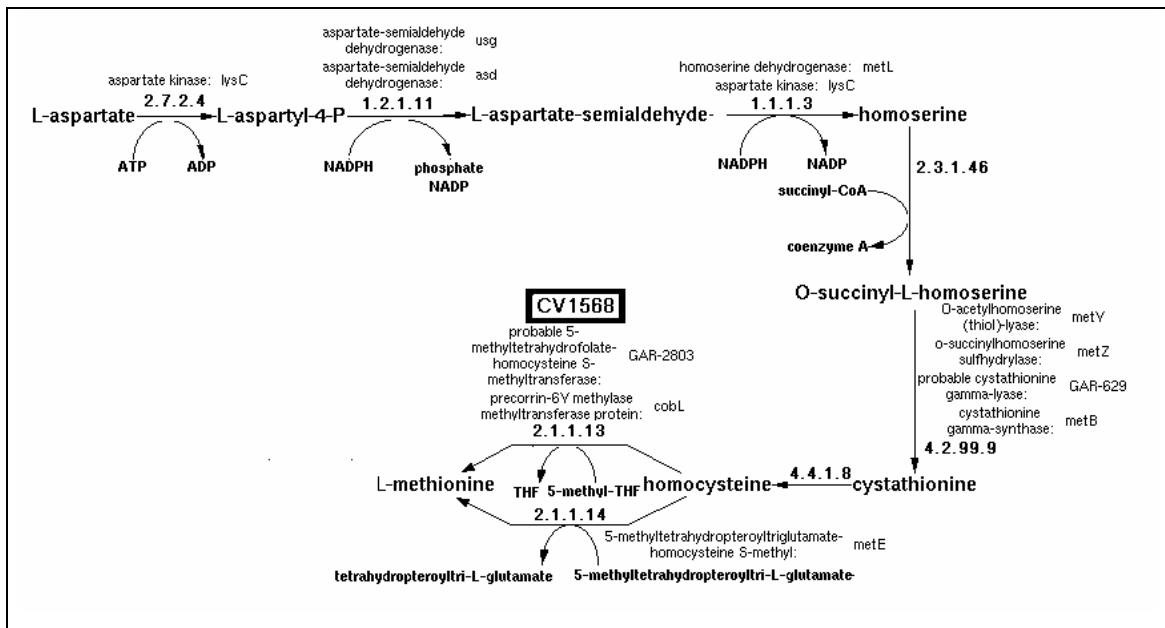 aspartate-semialdehyde
dehydrogenase: usg
aspartate kinase: lysC
aspartate-semialdehyde
dehydrogenase: asd
homoserine dehydrogenase: metL
aspartate kinase: lysC
2.7.2.4 1.2.1.11 1.1.1.3
L-aspartate L-aspartyl-4-P L-aspartate-semialdehyde- homoserine
ATP ADP NADPH phosphate NADPH NADP
NADP
2.3.1.46
succinyl-CoA
coenzyme A
O-succinyl-L-homoserine
CV1568
probable 5-
methyltetrahydrofolate-
homocysteine S-
methyltransferase: GAR-2803
precorrin-6Y methylase
methyltransferase protein: cobL
2.1.1.13
O-acetylhomoserine
(thiol)-lyase: metY
o-succinylhomoserine
sulfhydrylase: metZ
probable cystathionine
gamma-lyase: GAR-629
cystathionine
gamma-synthase: metB
4.2.99.9
4.4.1.8
L-methionine THF 5-methyl-THF homocysteine cystathionine
2.1.1.14
5-methyltetrahydropteroyltriglutamate-
homocysteine S-methyl: metE
tetrahydropteroyltri-L-glutamate 5-methyltetrahydropteroyltri-L-glutamate-